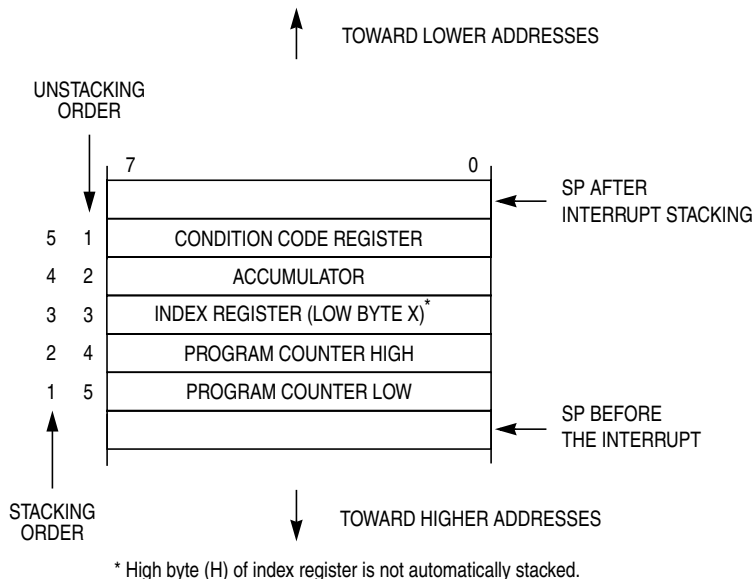 TOWARD LOWER ADDRESSES
UNSTACKING
ORDER
7 0
SP AFTER
INTERRUPT STACKING
5 1 CONDITION CODE REGISTER
4 2 ACCUMULATOR
3 3 INDEX REGISTER (LOW BYTE X)*
2 4 PROGRAM COUNTER HIGH
1 5 PROGRAM COUNTER LOW
SP BEFORE
THE INTERRUPT
STACKING
ORDER
TOWARD HIGHER ADDRESSES
* High byte (H) of index register is not automatically stacked.